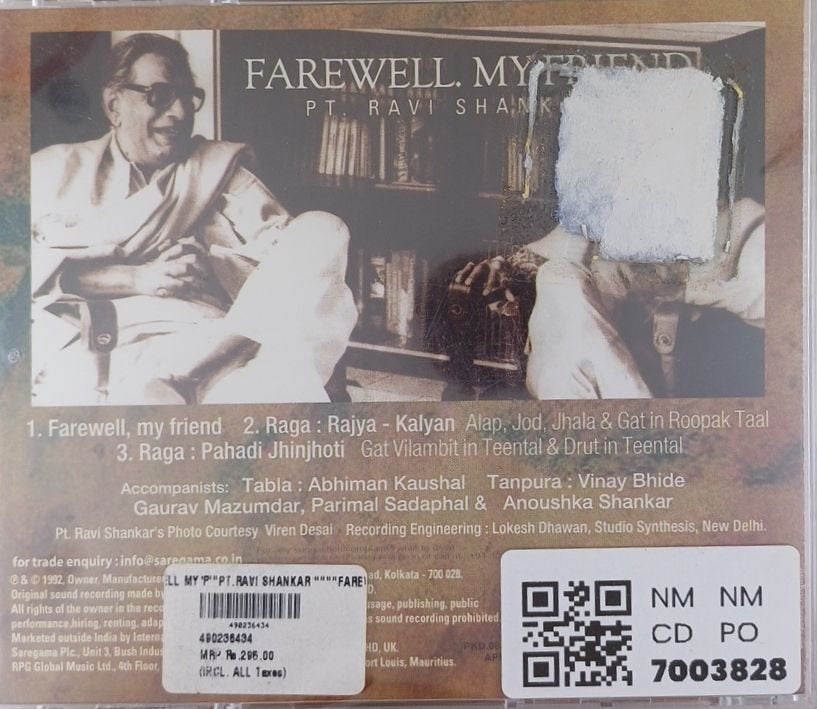 FAREWELL. MY FRIEND
PT. RAVI SHANK
1. Farewell, my friend 2. Raga : Rajya - Kalyan Alap, Jod, Jhala & Gat in Roopak Taal
3. Raga : Pahadi Jhinjhoti Gat Vilambit in Teental & Drut in Teental
Accompanists: Tabla : Abhiman Kaushal Tanpura : Vinay Bhide
Gaurav Mazumdar, Parimal Sadaphal & Anoushka Shankar
Pt. Ravi Shankar's Photo Courtesy Viren Desai Recording Engineering : Lokesh Dhawan, Studio Synthesis, New Delhi.
for trade enquiry : info@saregama.co.in
℗ & © 1992, Owner, Manufacture ad, Kolkata - 700 028.
Original sound recording made by
All rights of the owner in the reco usage, publishing, public
performance, hiring, renting, adap s sound recording prohibited.
Marketed outside India by Interna
Saregama Plc., Unit 3, Bush Indus HD, UK.
RPG Global Music Ltd., 4th Floor, ort Louis, Mauritius.
ELL MY 'P'"PT.RAVI SHANKAR """"FARE
490236434
490236434
MRP Rs.295.00
(INCL. ALL Taxes)
NM NM
CD PO
7003828